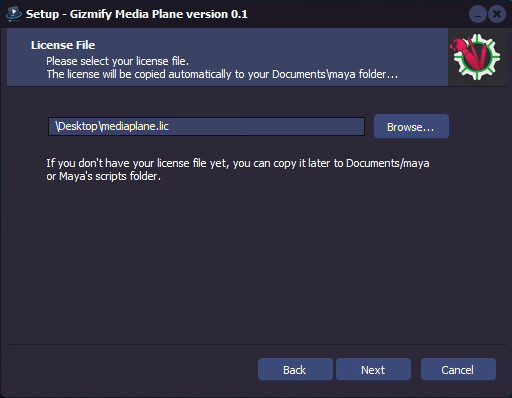 Setup - Gizmify Media Plane version 0.1
License File
Please select your license file.
The license will be copied automatically to your Documents\maya folder...
\Desktop\mediaplane.lic
Browse...
If you don't have your license file yet, you can copy it later to Documents/maya
or Maya's scripts folder.
Back
Next
Cancel